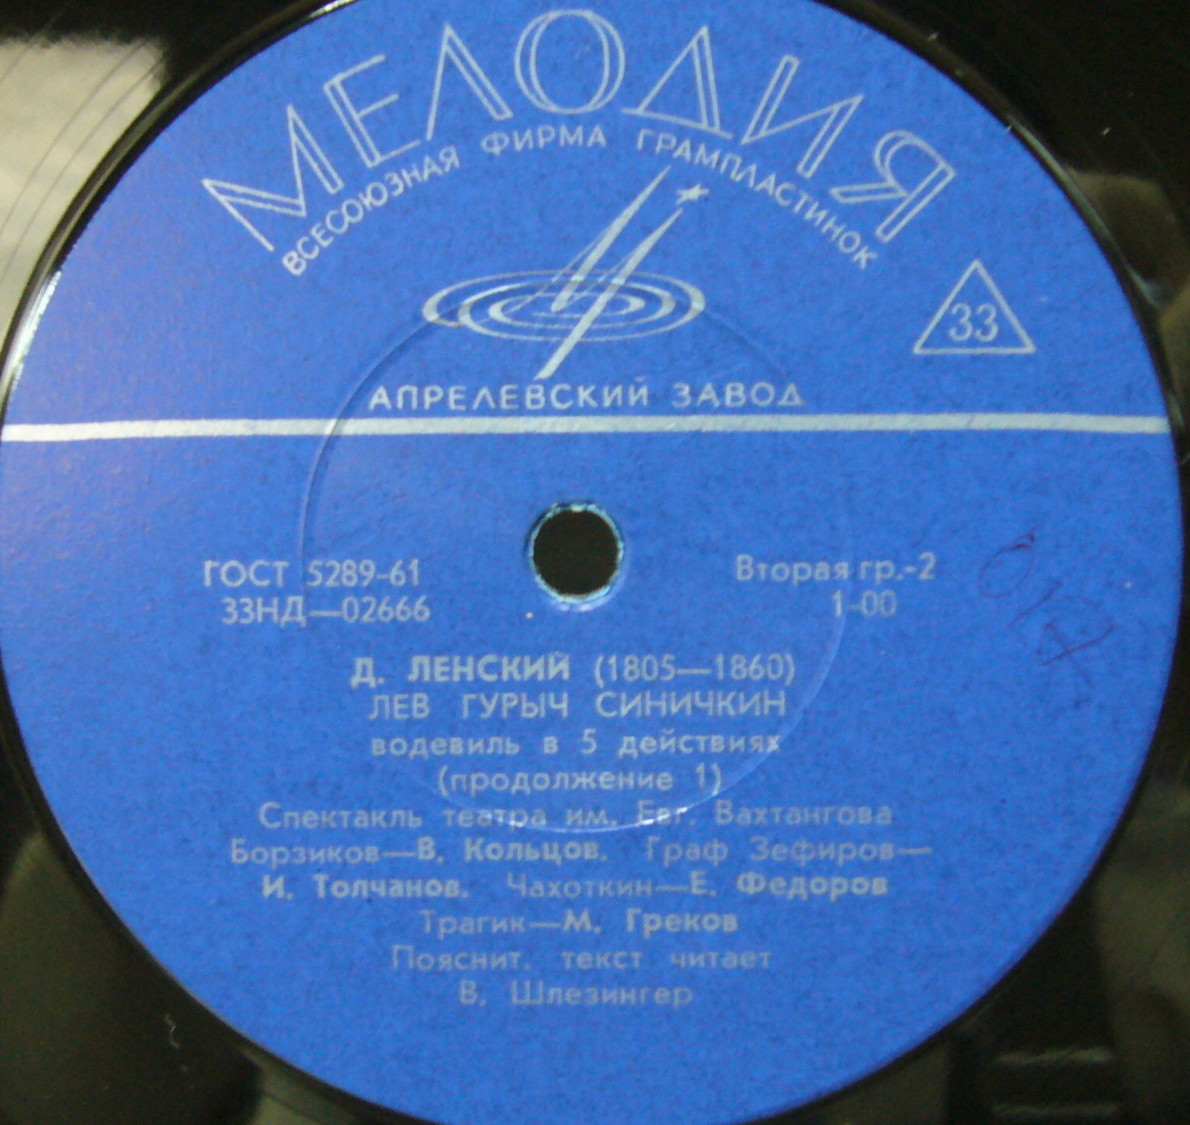 МЕЛОДИЯ
ВСЕСОЮЗНАЯ ФИРМА ГРАМПЛАСТИНОК
33
АПРЕЛЕВСКИЙ ЗАВОД
ГОСТ 5289-61
33НД—02666
Вторая гр.-2
1-00
Д. ЛЕНСКИЙ (1805—1860)
ЛЕВ ГУРЫЧ СИНИЧКИН
водевиль в 5 действиях
(продолжение 1)
Спектакль театра им. Евг. Вахтангова
Борзиков—В. Кольцов. Граф Зефиров—
И. Толчанов. Чахоткин—Е. Федоров
Трагик—М. Греков
Пояснит. текст читает
В. Шлезингер